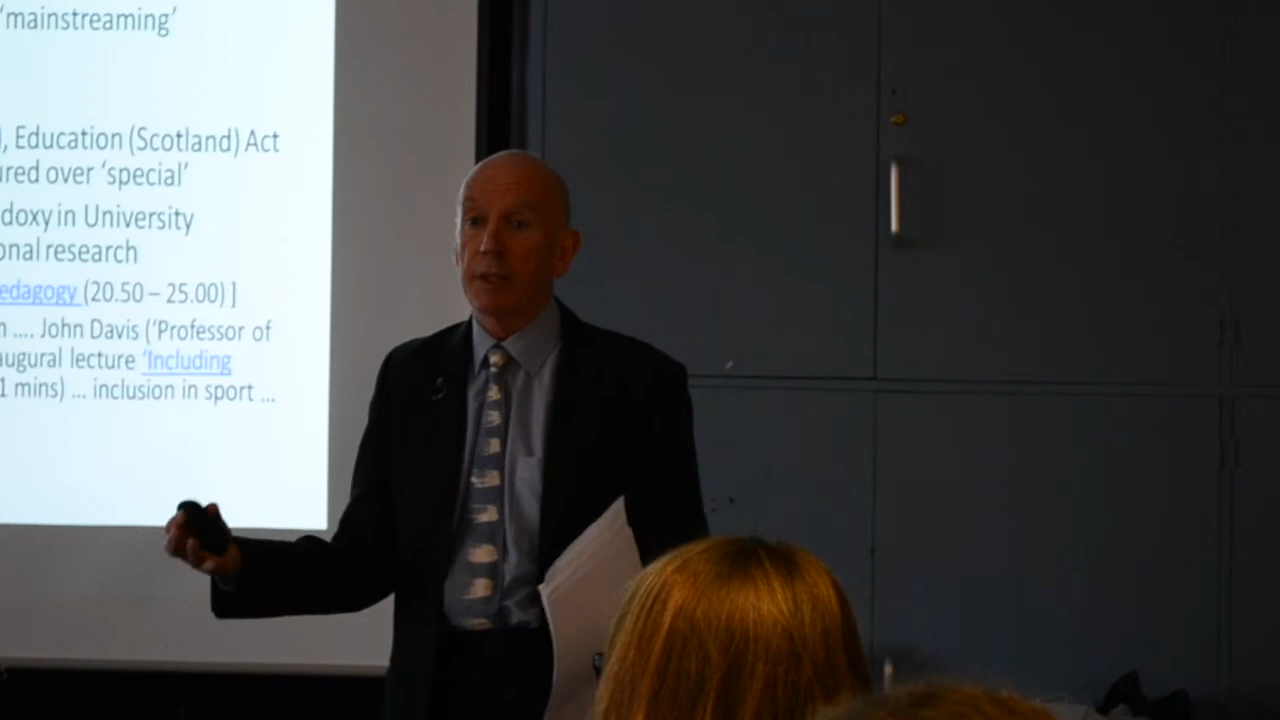 'mainstreaming'
, Education (Scotland) Act
ured over 'special'
doxy in University
onal research
edagogy (20.50 – 25.00) ]
n .... John Davis ('Professor of
augural lecture 'Including
1 mins) ... inclusion in sport ...